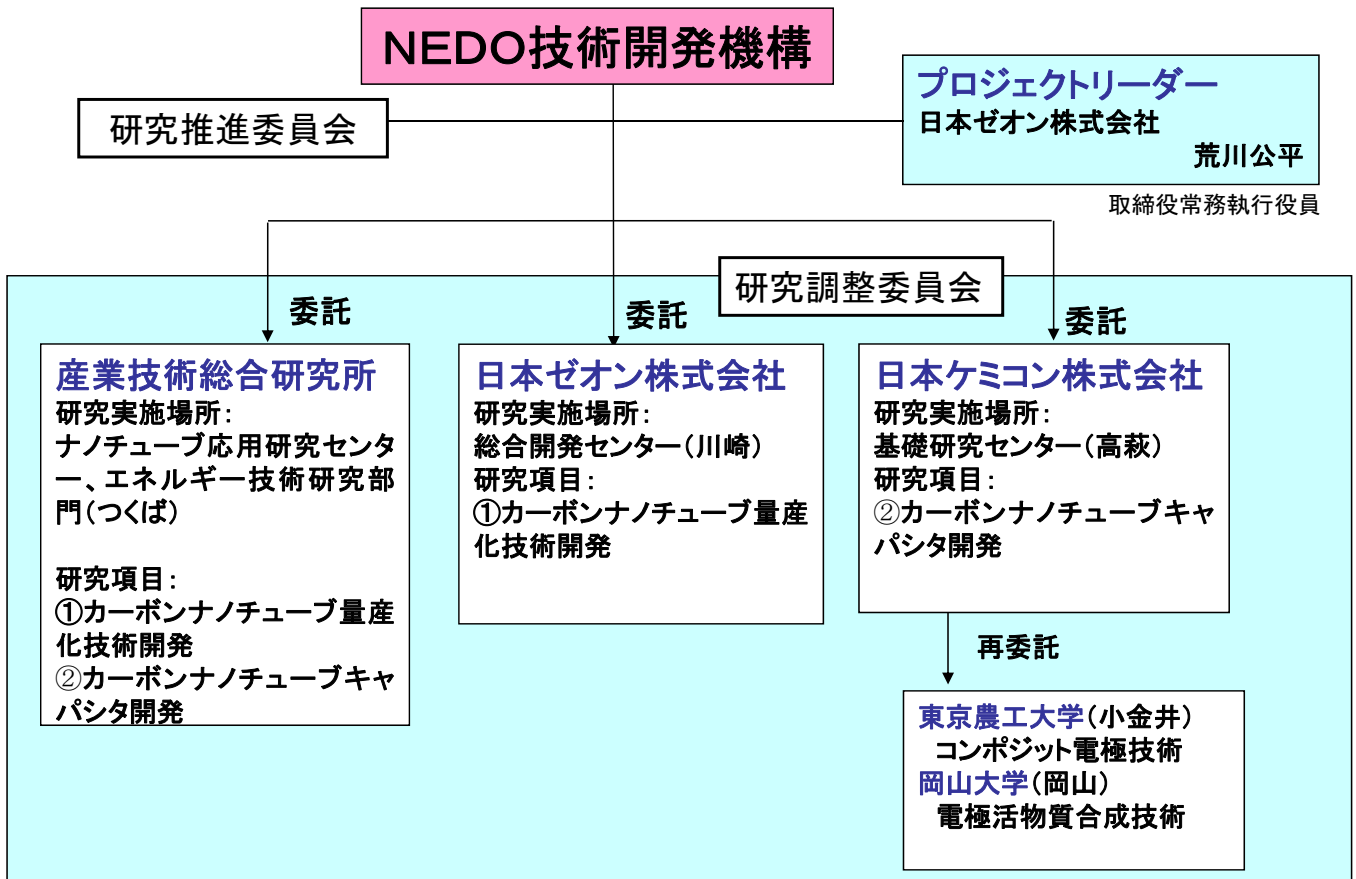 NEDO技術開発機構
研究推進委員会
プロジェクトリーダー
日本ゼオン株式会社
荒川公平
取締役常務執行役員
研究調整委員会
委託
産業技術総合研究所
研究実施場所:
ナノチューブ応用研究センタ
ー、エネルギー技術研究部
門(つくば)
研究項目:
①カーボンナノチューブ量産
化技術開発
②カーボンナノチューブキャ
パシタ開発
委託
日本ゼオン株式会社
研究実施場所:
総合開発センター(川崎)
研究項目:
①カーボンナノチューブ量産
化技術開発
委託
日本ケミコン株式会社
研究実施場所:
基礎研究センター(高萩)
研究項目:
②カーボンナノチューブキャ
パシタ開発
再委託
東京農工大学(小金井)
コンポジット電極技術
岡山大学(岡山)
電極活物質合成技術